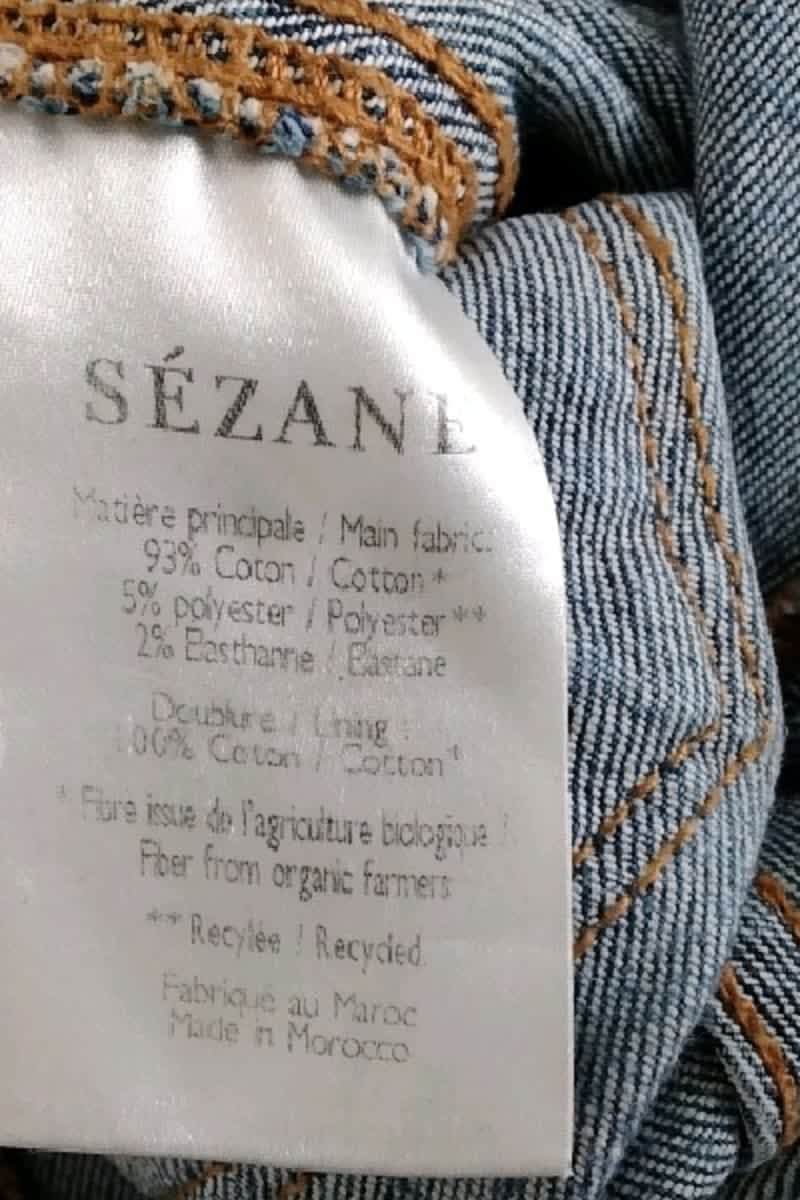 SÉZANE
Matière principale / Main fabric:
93% Coton / Cotton*
5% polyester / Polyester**
2% Easthanne / Elastane
Doublure / Lining :
100% Coton / Cotton*
* Fibre issue de l'agriculture biologique /
Fiber from organic farmers
** Recylée / Recycled
Fabriqué au Maroc
Made in Morocco